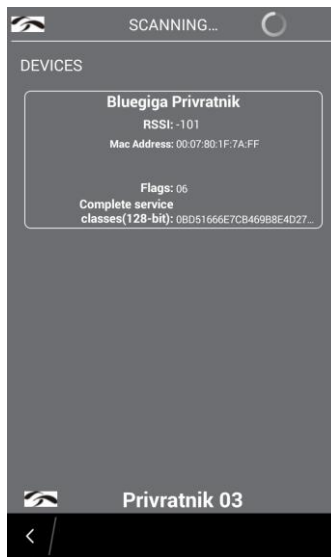 SCANNING...
DEVICES
Bluegiga Privratnik
RSSI: -101
Mac Address: 00:07:80:1F:7A:FF
Flags: 06
Complete service
classes(128-bit): 0BD51666E7CB469B8E4D27...
Privratnik 03